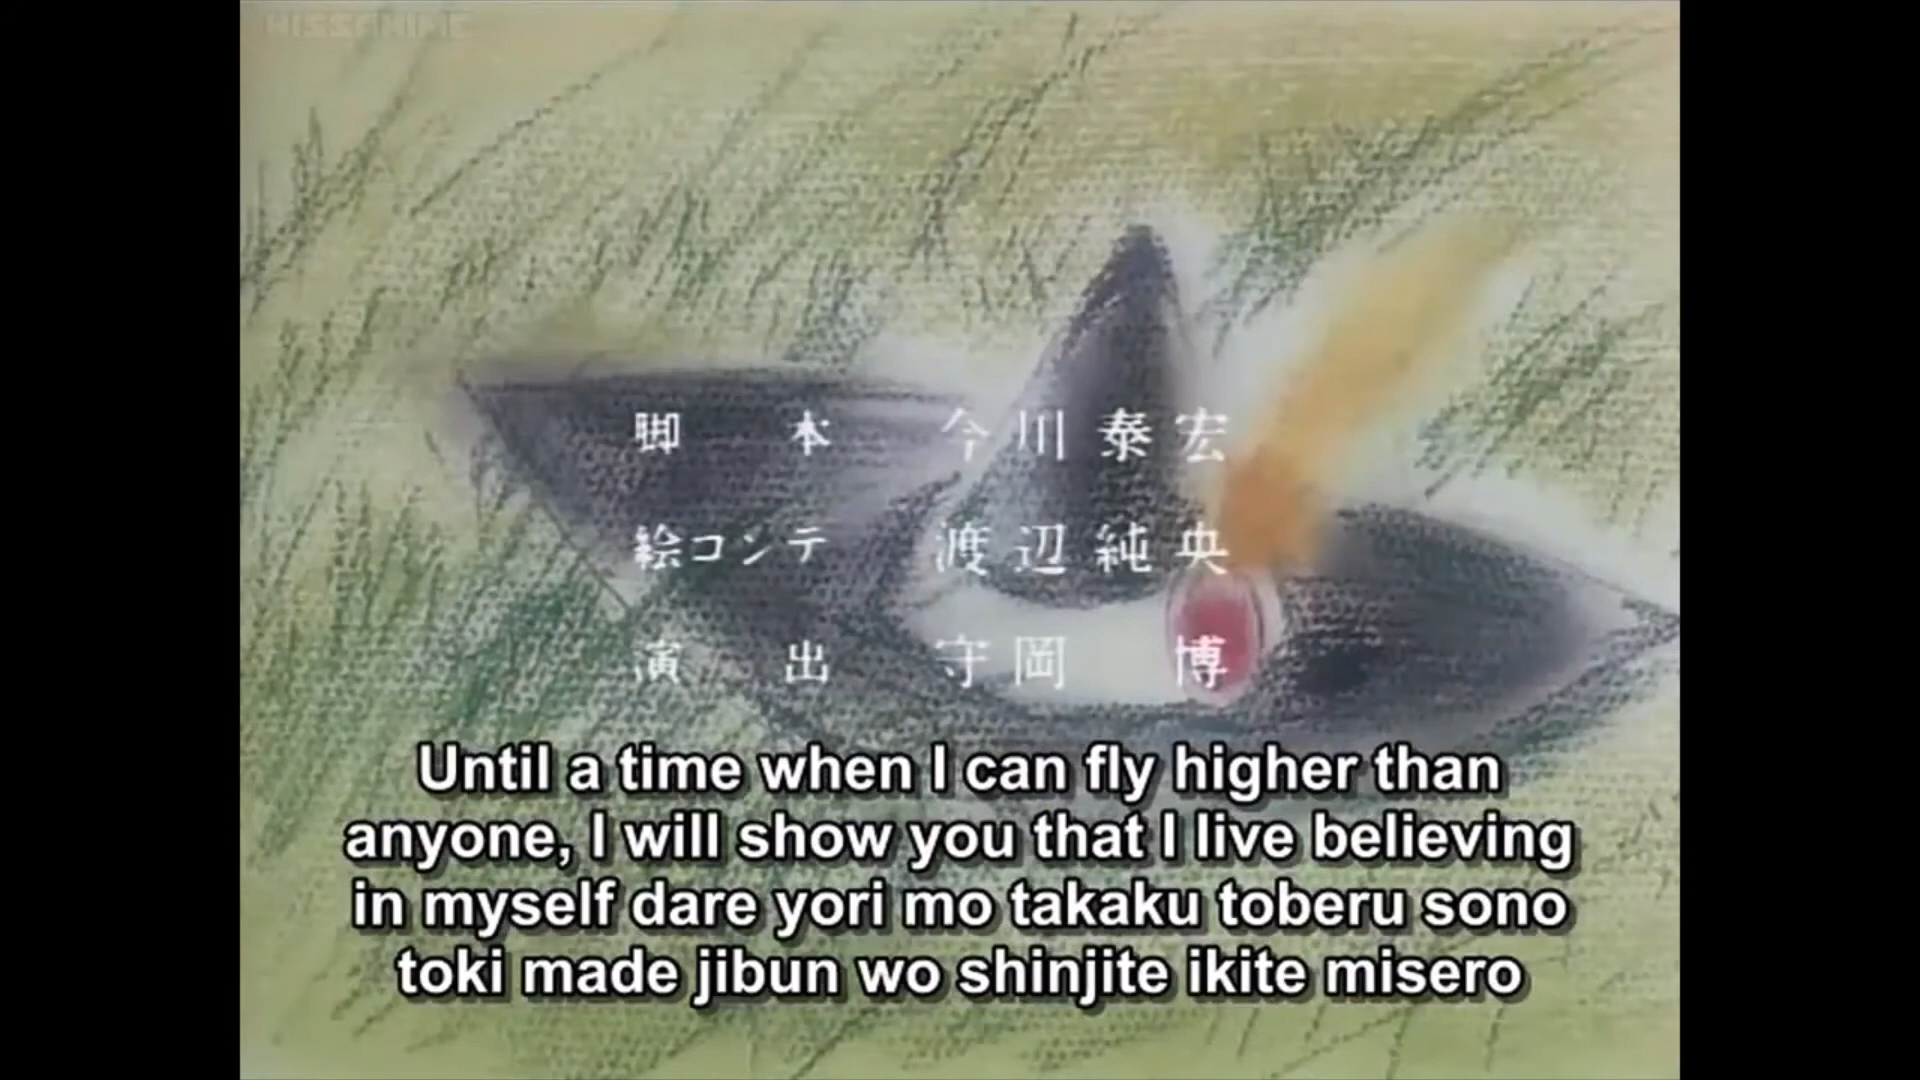 KISSANIME
脚本 今川泰宏
絵コンテ 渡辺純央
演出 守岡博
Until a time when I can fly higher than
anyone, I will show you that I live believing
in myself dare yori mo takaku toberu sono
toki made jibun wo shinjite ikite misero